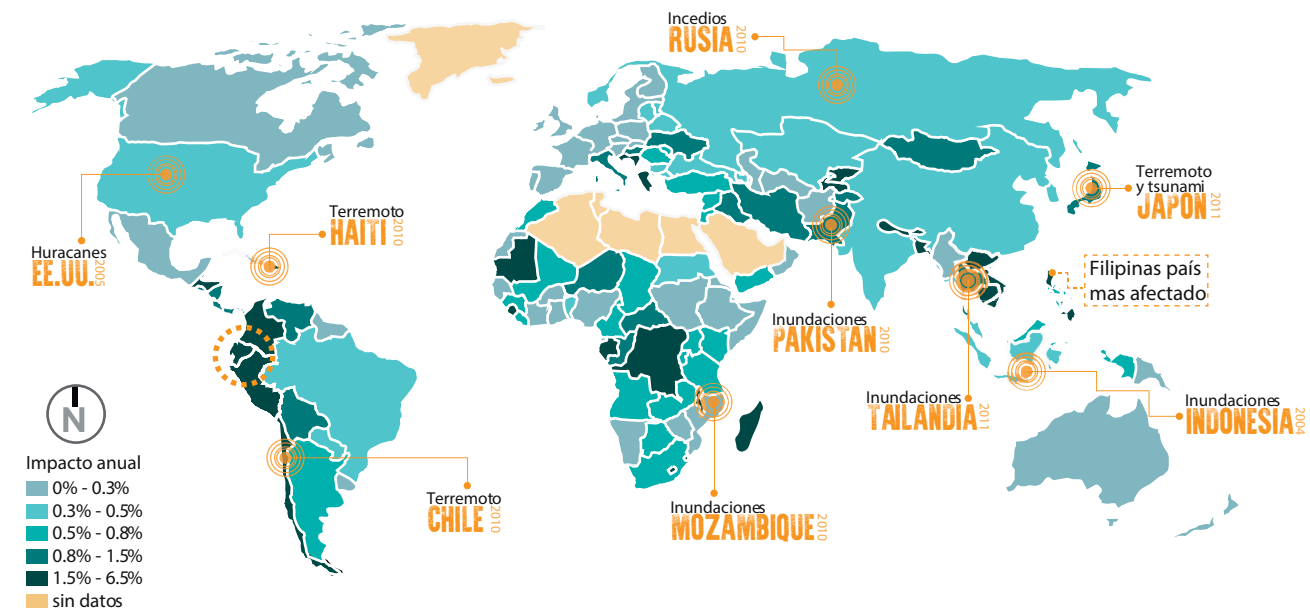 Incedios
RUSIA 2010
Terremoto
y tsunami
JAPON 2011
Terremoto
HAITI 2010
Huracanes
EE.UU. 2005
Filipinas país
mas afectado
Inundaciones
PAKISTAN 2010
Inundaciones
TAILANDIA 2011
Inundaciones
INDONESIA 2004
N
Impacto anual
0% - 0.3%
0.3% - 0.5%
0.5% - 0.8%
0.8% - 1.5%
1.5% - 6.5%
sin datos
Terremoto
CHILE 2010
Inundaciones
MOZAMBIQUE 2010